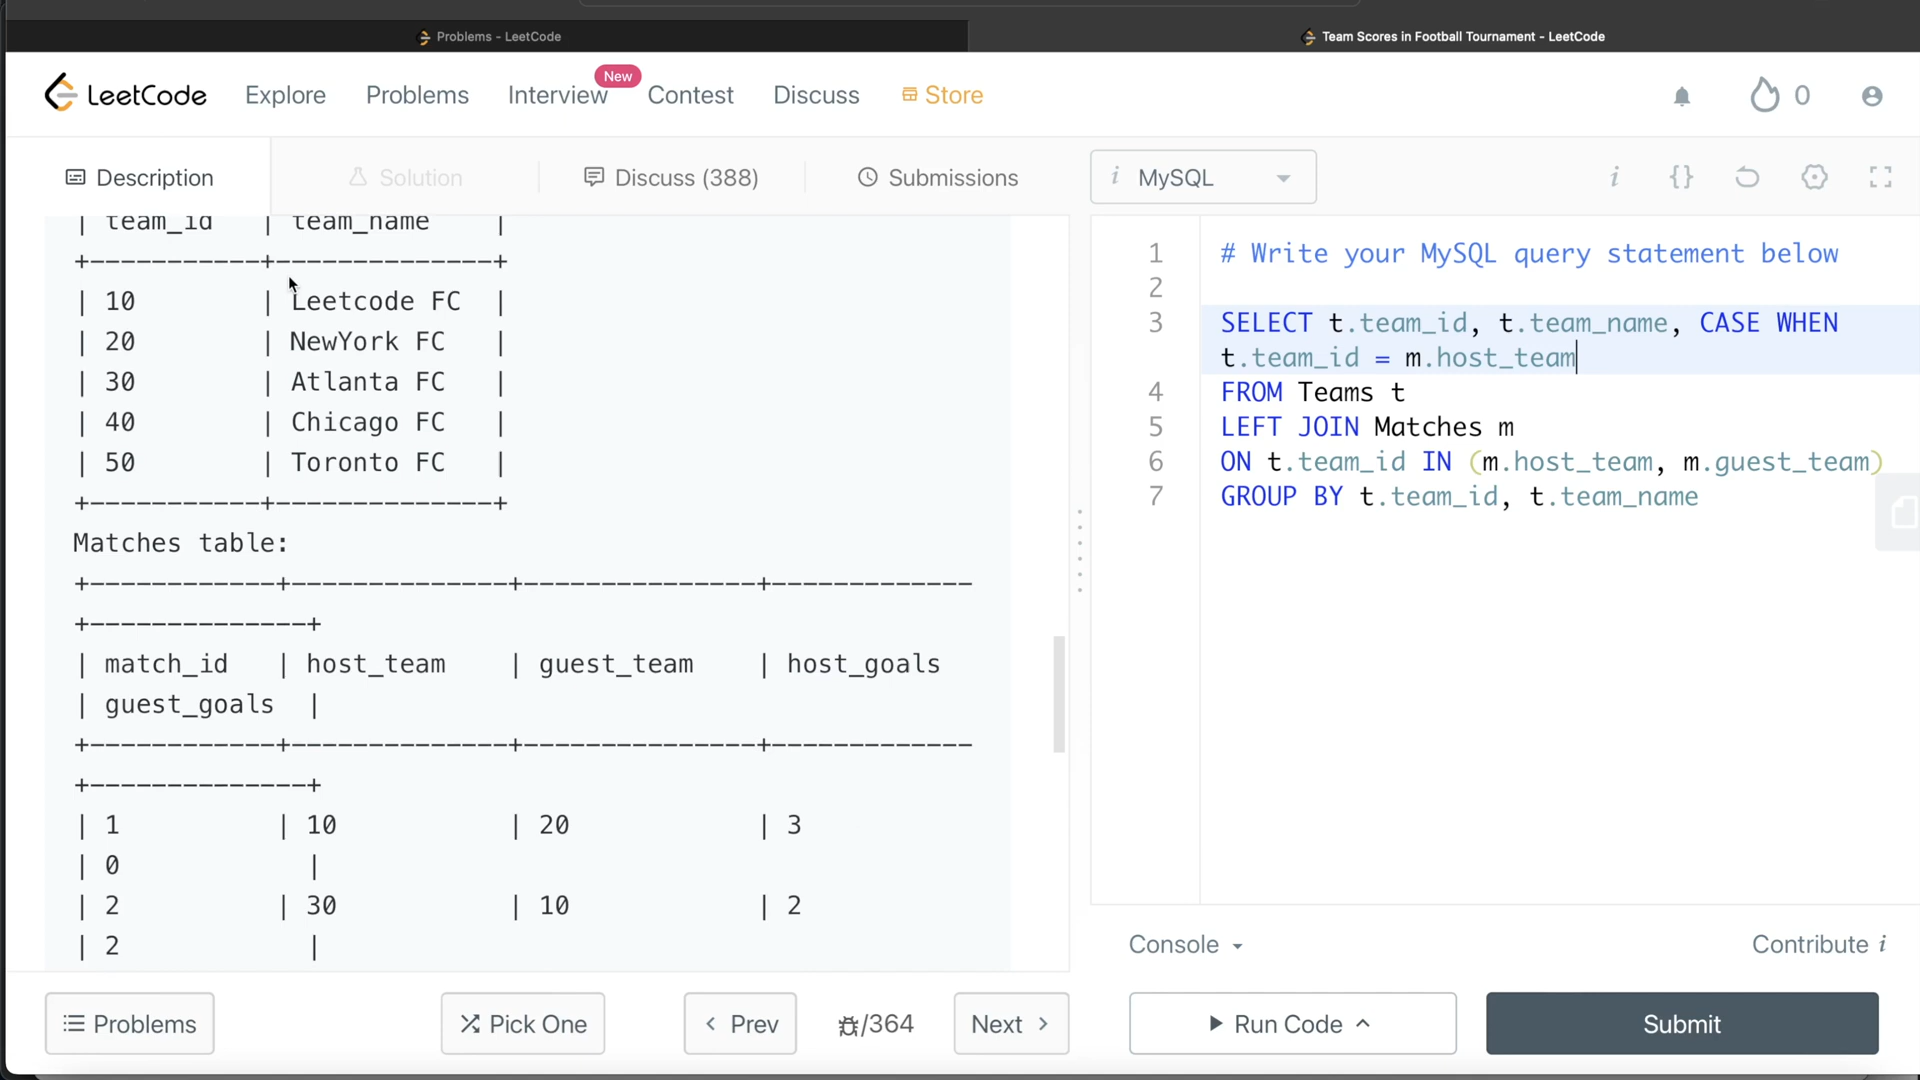 Problems - LeetCode
Team Scores in Football Tournament - LeetCode
LeetCode Explore Problems Interview New Contest Discuss Store 0
Description Solution Discuss (388) Submissions i MySQL i {}
| team_id | team_name |
+------------+---------------+
| 10 | Leetcode FC |
| 20 | NewYork FC |
| 30 | Atlanta FC |
| 40 | Chicago FC |
| 50 | Toronto FC |
+------------+---------------+
Matches table:
+-------------+--------------+---------------+-------------
+---------------+
| match_id | host_team | guest_team | host_goals
| guest_goals |
+-------------+--------------+---------------+-------------
+---------------+
| 1 | 10 | 20 | 3
| 0 |
| 2 | 30 | 10 | 2
| 2 |
1 # Write your MySQL query statement below
2
3 SELECT t.team_id, t.team_name, CASE WHEN
t.team_id = m.host_team
4 FROM Teams t
5 LEFT JOIN Matches m
6 ON t.team_id IN (m.host_team, m.guest_team)
7 GROUP BY t.team_id, t.team_name
Console Contribute i
Problems Pick One Prev /364 Next Run Code Submit